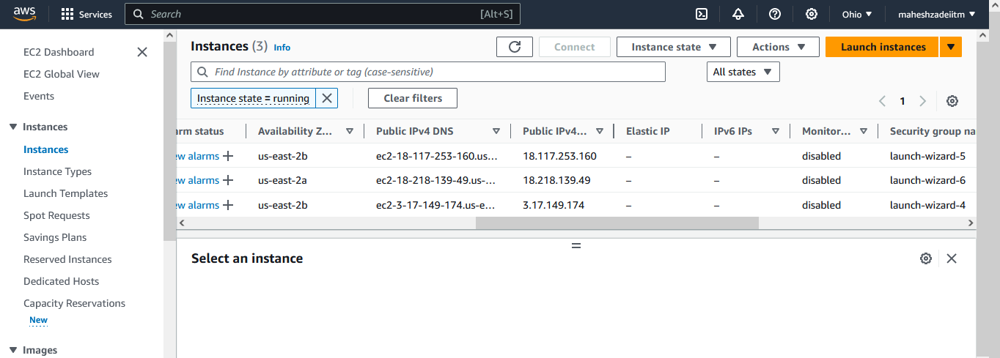 aws Services Search [Alt+S] Ohio maheshzadeiitm
EC2 Dashboard
EC2 Global View
Events
Instances
Instances
Instance Types
Launch Templates
Spot Requests
Savings Plans
Reserved Instances
Dedicated Hosts
Capacity Reservations
New
Images
Instances (3) Info Connect Instance state Actions Launch instances
Find Instance by attribute or tag (case-sensitive) All states
Instance state = running Clear filters 1
arm status Availability Z... Public IPv4 DNS Public IPv4... Elastic IP IPv6 IPs Monitor... Security group na
ew alarms + us-east-2b ec2-18-117-253-160.us... 18.117.253.160 – – disabled launch-wizard-5
ew alarms + us-east-2a ec2-18-218-139-49.us-... 18.218.139.49 – – disabled launch-wizard-6
ew alarms + us-east-2b ec2-3-17-149-174.us-e... 3.17.149.174 – – disabled launch-wizard-4
Select an instance